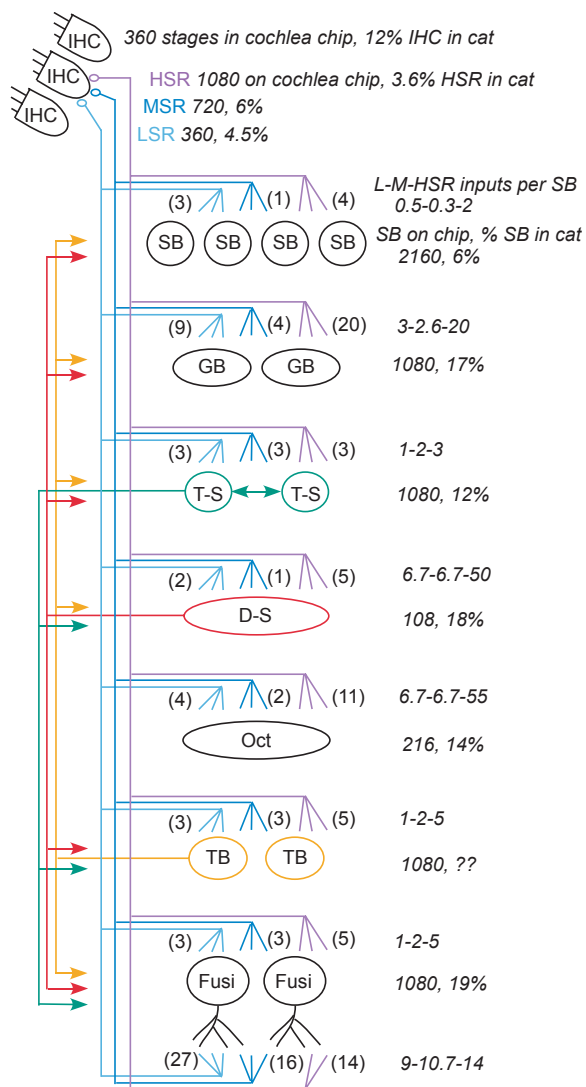 IHC
360 stages in cochlea chip, 12% IHC in cat
IHC
HSR 1080 on cochlea chip, 3.6% HSR in cat
IHC
MSR 720, 6%
LSR 360, 4.5%
L-M-HSR inputs per SB
(3) (1) (4)
0.5-0.3-2
SB SB SB SB
SB on chip, % SB in cat
2160, 6%
(9) (4) (20) 3-2.6-20
GB GB 1080, 17%
(3) (3) (3) 1-2-3
T-S T-S 1080, 12%
(2) (1) (5) 6.7-6.7-50
D-S 108, 18%
(4) (2) (11) 6.7-6.7-55
Oct 216, 14%
(3) (3) (5) 1-2-5
TB TB 1080, ??
(3) (3) (5) 1-2-5
Fusi Fusi 1080, 19%
(27) (16) (14) 9-10.7-14